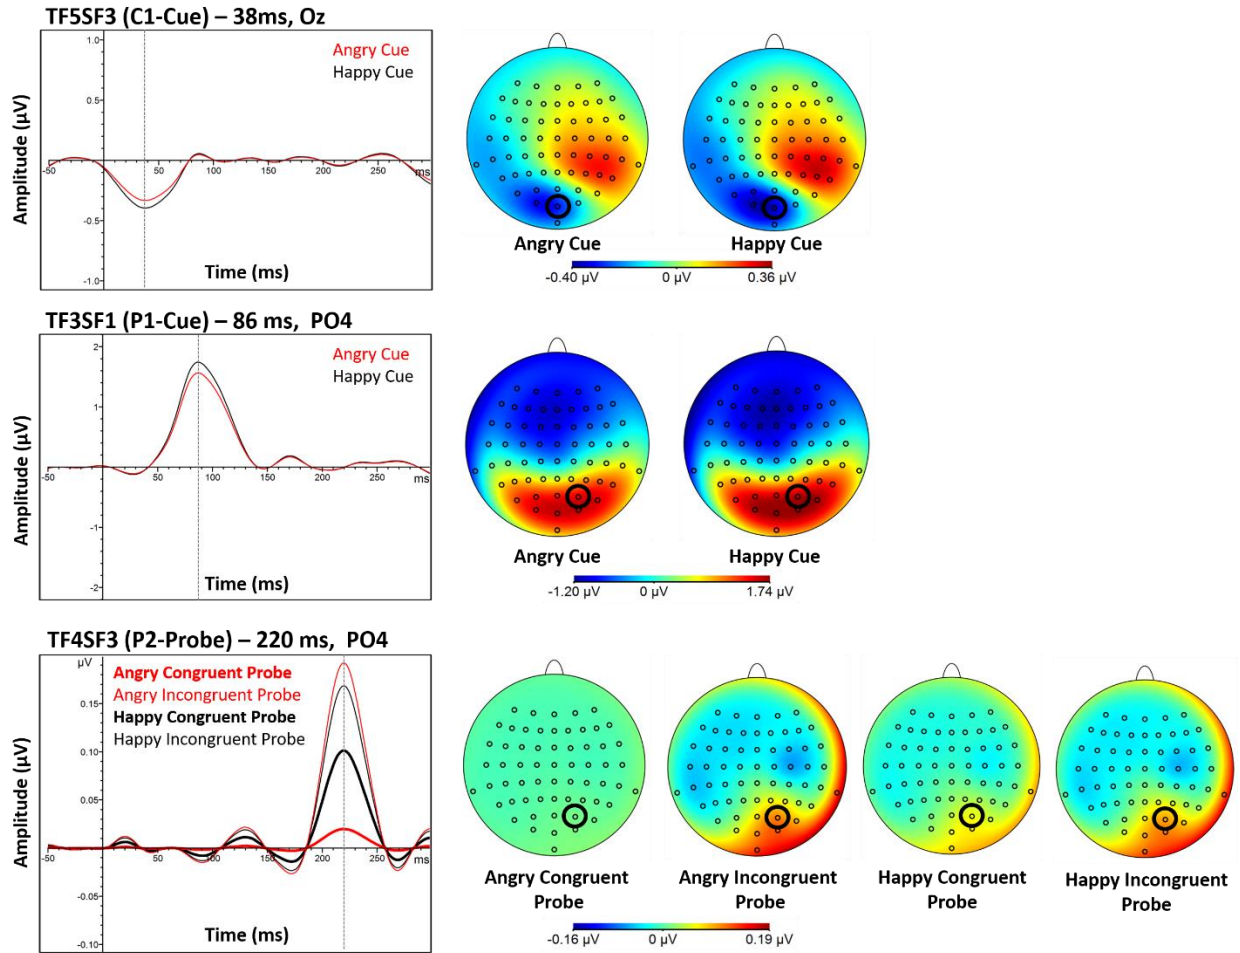 TF5SF3 (C1-Cue) – 38ms, Oz
Amplitude (µV)
1.0
0.5
-0.5
-1.0
-50
50
100
150
200
250
ms
Angry Cue
Happy Cue
Time (ms)
Angry Cue
Happy Cue
-0.40 µV
0 µV
0.36 µV
TF3SF1 (P1-Cue) – 86 ms, PO4
Amplitude (µV)
2
1
-1
-2
-50
50
100
150
200
250
ms
Angry Cue
Happy Cue
Time (ms)
Angry Cue
Happy Cue
-1.20 µV
0 µV
1.74 µV
TF4SF3 (P2-Probe) – 220 ms, PO4
Amplitude (µV)
µV
0.15
0.10
0.05
-0.05
-0.10
-50
50
100
150
200
250
ms
Angry Congruent Probe
Angry Incongruent Probe
Happy Congruent Probe
Happy Incongruent Probe
Time (ms)
Angry Congruent
Probe
Angry Incongruent
Probe
Happy Congruent
Probe
Happy Incongruent
Probe
-0.16 µV
0 µV
0.19 µV